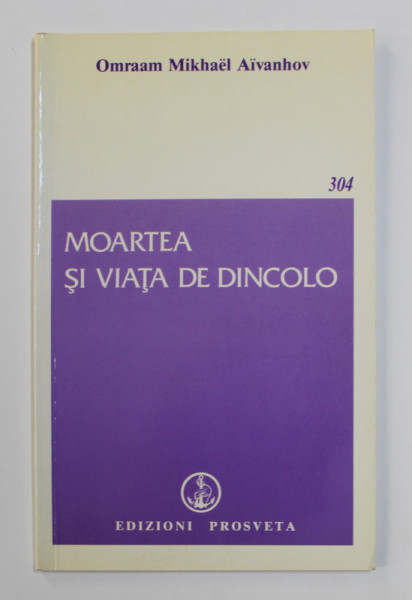 Omraam Mikhaël Aïvanhov
304
MOARTEA
ŞI VIAŢA DE DINCOLO
EDIZIONI PROSVETA